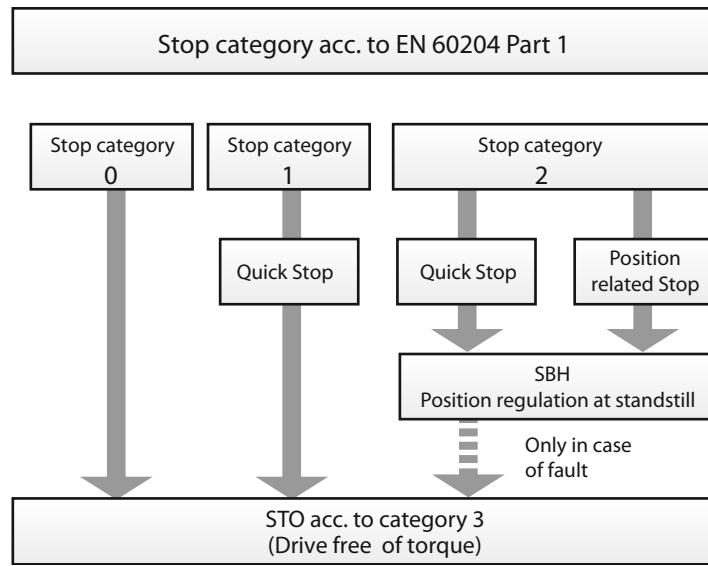 Stop category acc. to EN 60204 Part 1
Stop category
0
Stop category
1
Stop category
2
Quick Stop
Quick Stop
Position
related Stop
SBH
Position regulation at standstill
Only in case
of fault
STO acc. to category 3
(Drive free of torque)